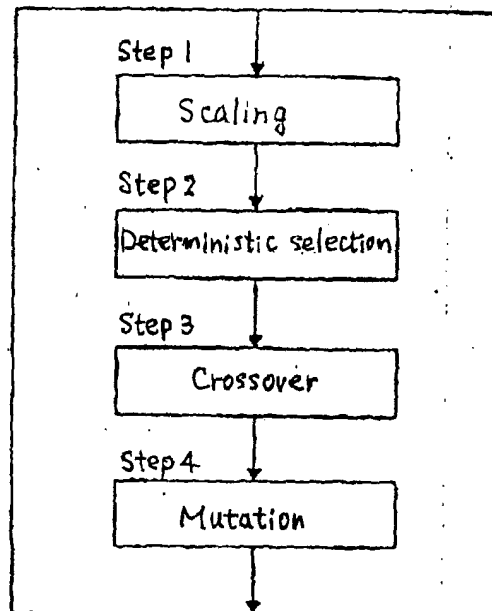 Step 1
Scaling
Step 2
Deterministic selection
Step 3
Crossover
Step 4
Mutation